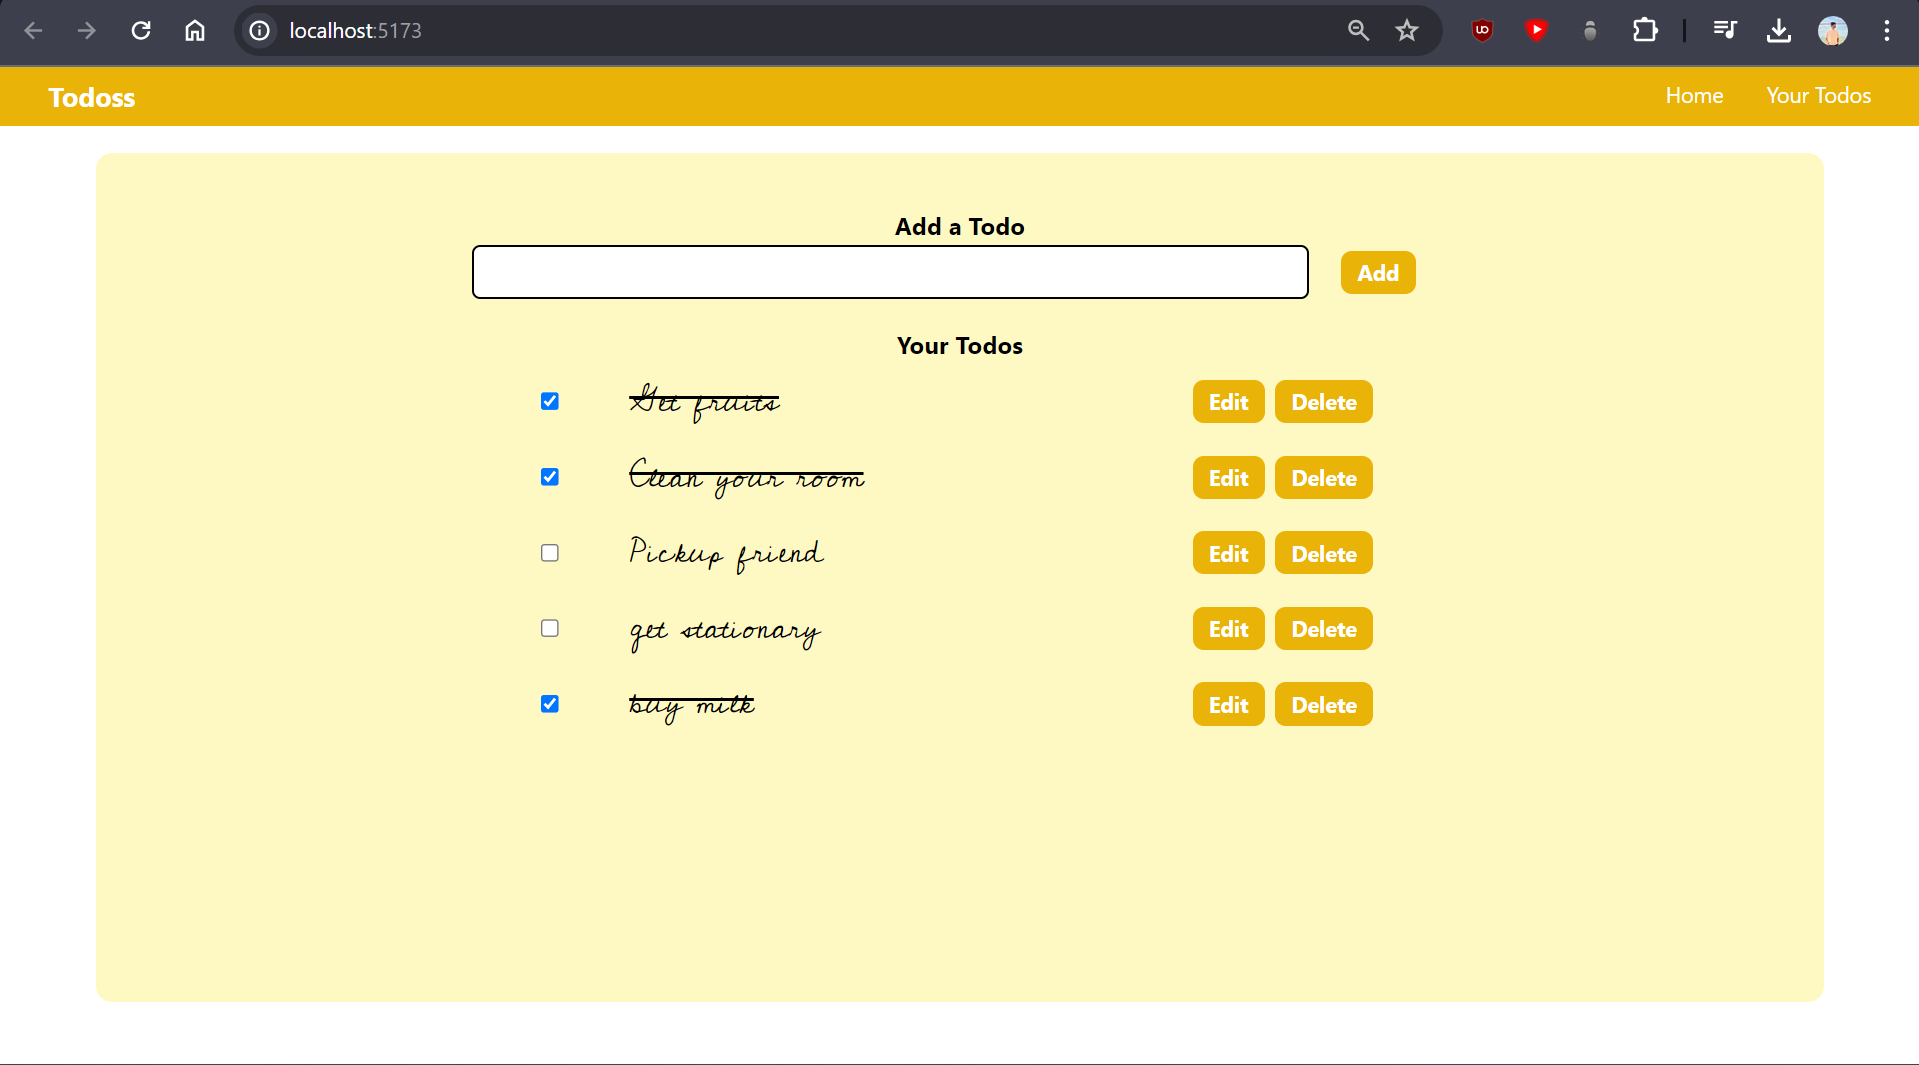 localhost:5173
Todoss
Home Your Todos
Add a Todo
Add
Your Todos
Get fruits Edit Delete
Clean your room Edit Delete
Pickup friend Edit Delete
get stationary Edit Delete
buy milk Edit Delete